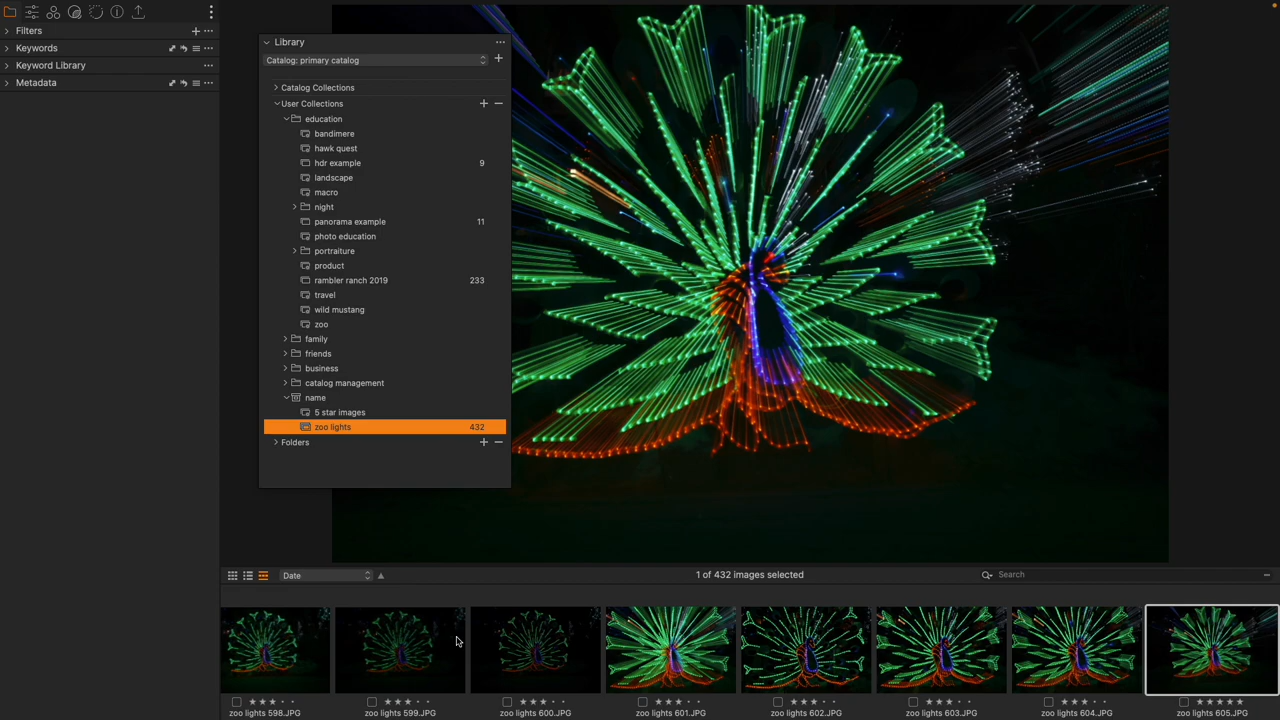 Filters
Keywords
Keyword Library
Metadata
Library
Catalog: primary catalog
Catalog Collections
User Collections
education
bandimere
hawk quest
hdr example 9
landscape
macro
night
panorama example 11
photo education
portraiture
product
rambler ranch 2019 233
travel
wild mustang
zoo
family
friends
business
catalog management
name
5 star images
zoo lights 432
Folders
Date 1 of 432 images selected Search
zoo lights 598.JPG zoo lights 599.JPG zoo lights 600.JPG zoo lights 601.JPG zoo lights 602.JPG zoo lights 603.JPG zoo lights 604.JPG zoo lights 605.JPG